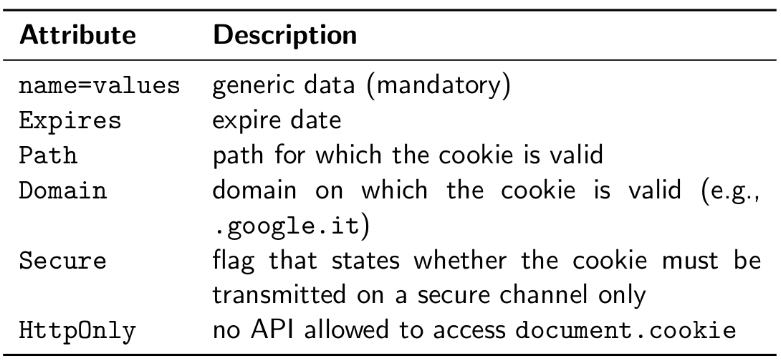 Attribute Description
name=values generic data (mandatory)
Expires expire date
Path path for which the cookie is valid
Domain domain on which the cookie is valid (e.g.,
.google.it)
Secure flag that states whether the cookie must be
transmitted on a secure channel only
HttpOnly no API allowed to access document.cookie